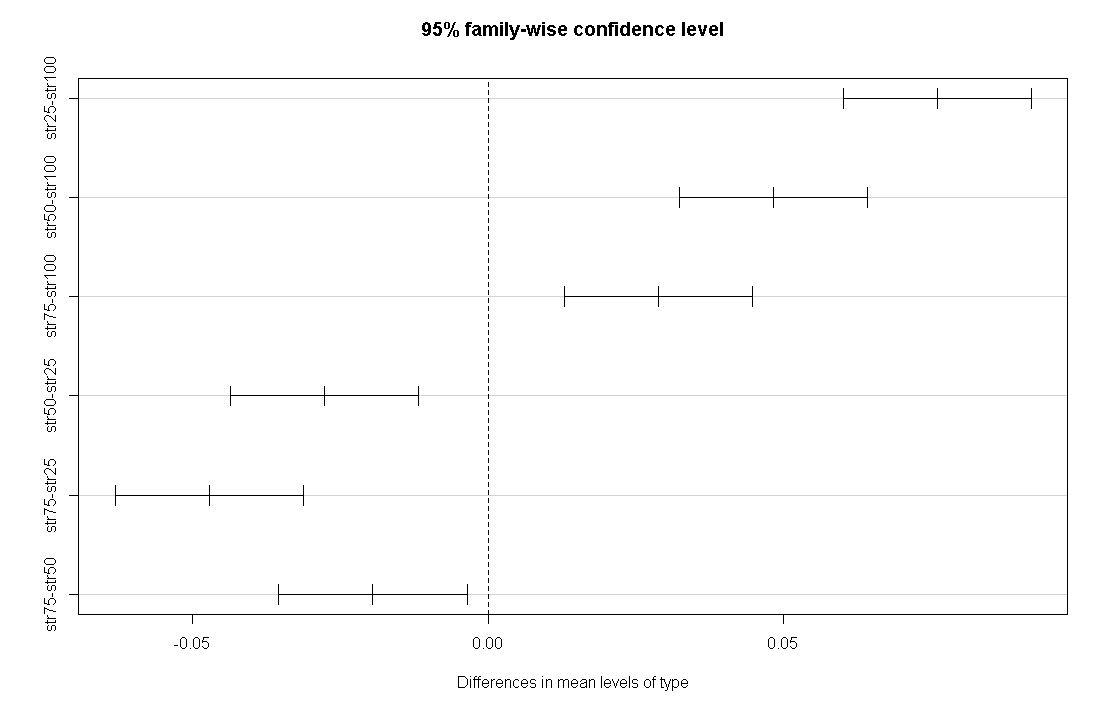 95% family-wise confidence level
str25-str100
str50-str100
str75-str100
str50-str25
str75-str25
str75-str50
-0.05
0.00
0.05
Differences in mean levels of type